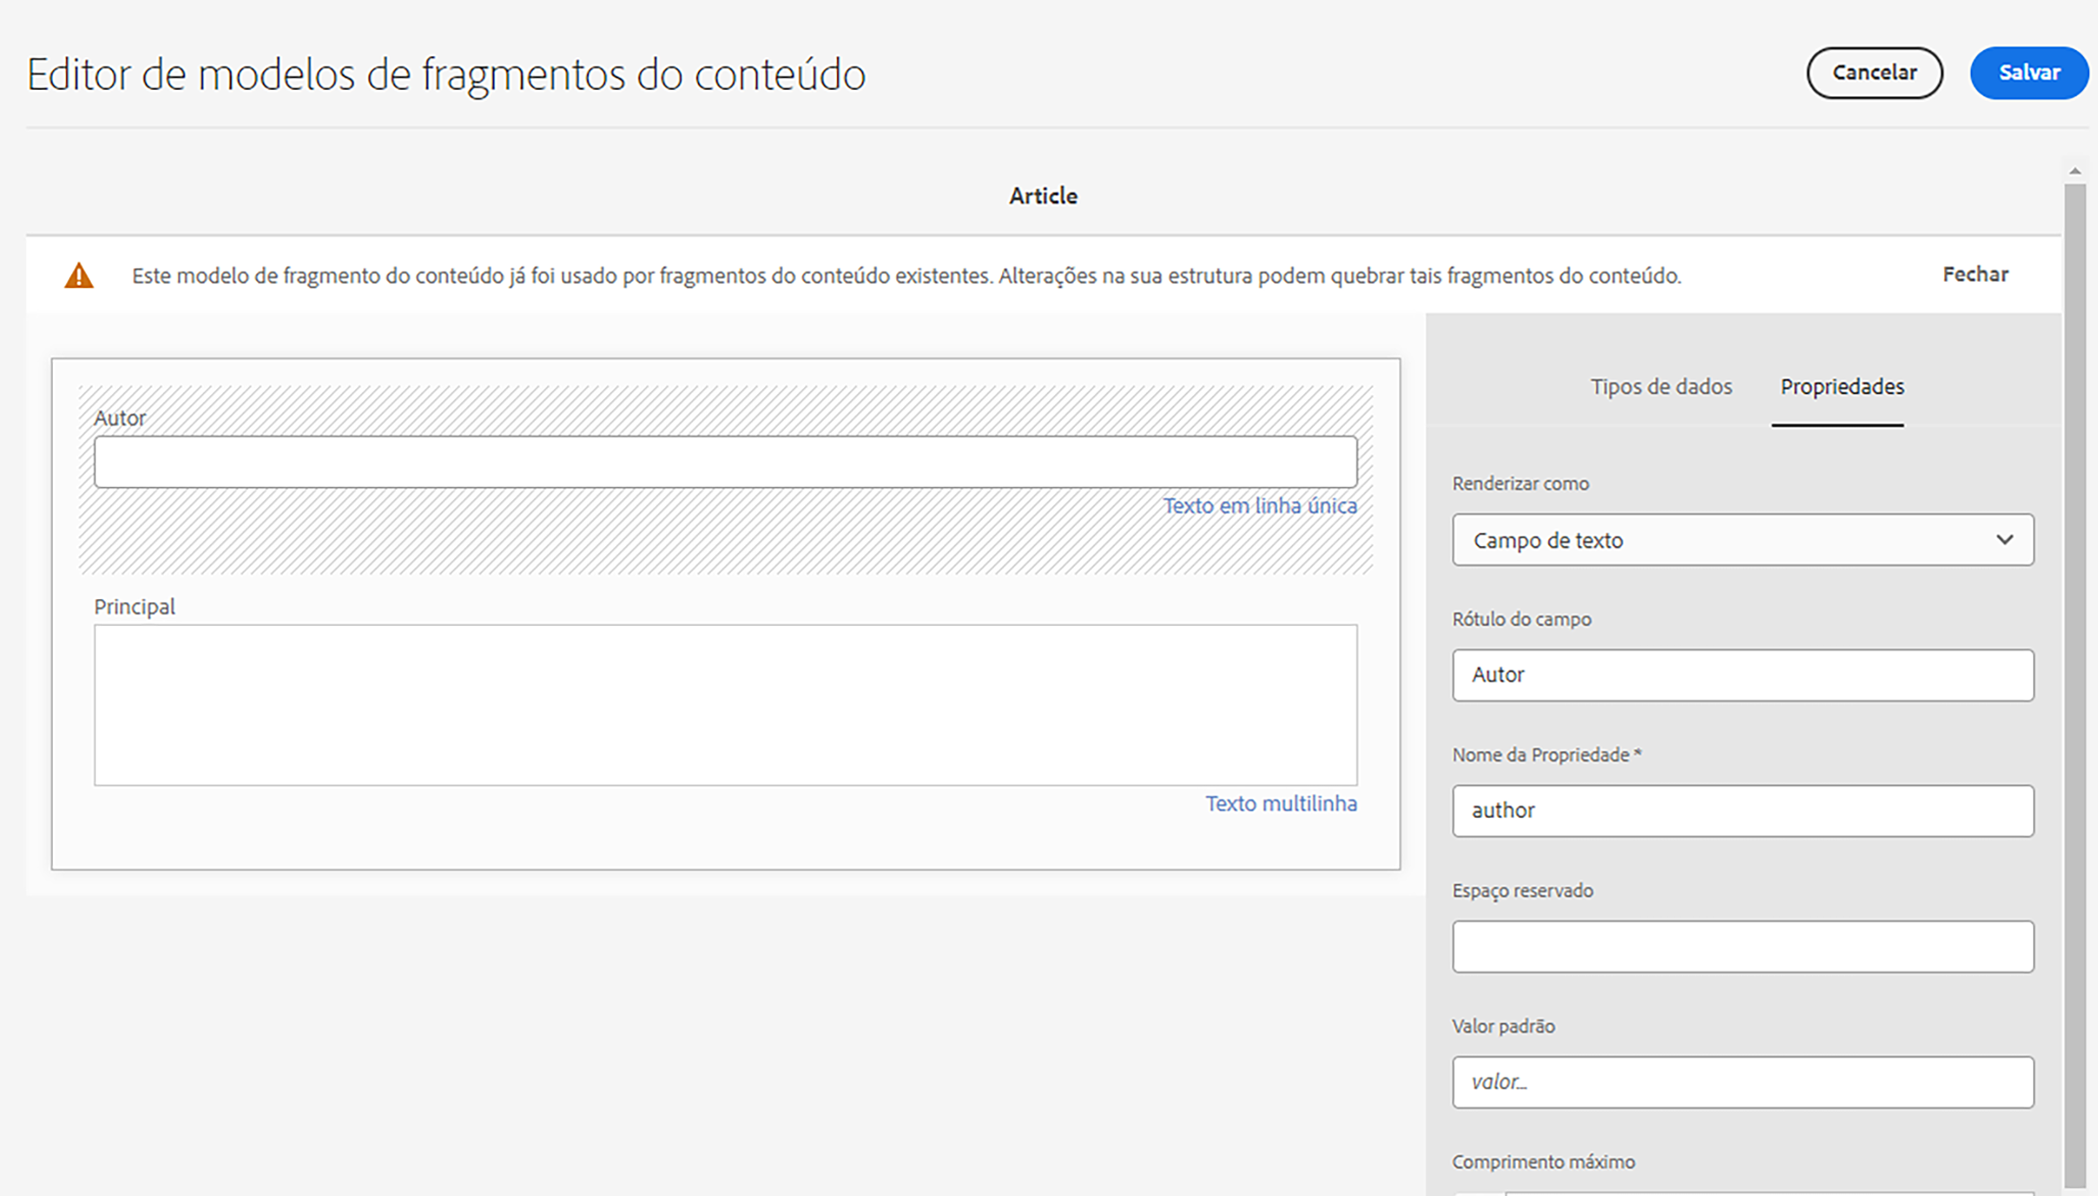 Editor de modelos de fragmentos do conteúdo
Cancelar
Salvar
Article
Este modelo de fragmento do conteúdo já foi usado por fragmentos do conteúdo existentes. Alterações na sua estrutura podem quebrar tais fragmentos do conteúdo.
Fechar
Autor
Texto em linha única
Principal
Texto multilinha
Tipos de dados
Propriedades
Renderizar como
Campo de texto
Rótulo do campo
Autor
Nome da Propriedade *
author
Espaço reservado
Valor padrão
valor...
Comprimento máximo